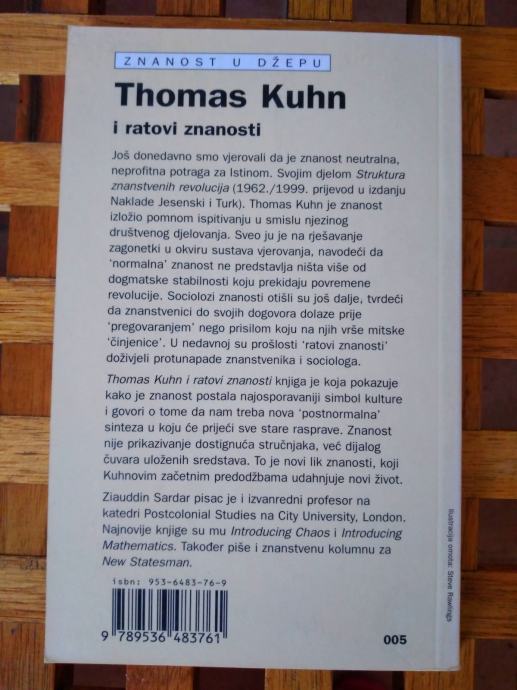 ZNANOST U DŽEPU
Thomas Kuhn
i ratovi znanosti
Još donedavno smo vjerovali da je znanost neutralna,
neprofitna potraga za Istinom. Svojim djelom Struktura
znanstvenih revolucija (1962./1999. prijevod u izdanju
Naklade Jesenski i Turk). Thomas Kuhn je znanost
izložio pomnom ispitivanju u smislu njezinog
društvenog djelovanja. Sveo ju je na rješavanje
zagonetki u okviru sustava vjerovanja, navodeći da
‘normalna’ znanost ne predstavlja ništa više od
dogmatske stabilnosti koju prekidaju povremene
revolucije. Sociolozi znanosti otišli su još dalje, tvrdeći
da znanstvenici do svojih dogovora dolaze prije
‘pregovaranjem’ nego prisilom koju na njih vrše mitske
‘činjenice’. U nedavnoj su prošlosti ‘ratovi znanosti’
doživjeli protunapade znanstvenika i sociologa.
Thomas Kuhn i ratovi znanosti knjiga je koja pokazuje
kako je znanost postala najosporavaniji simbol kulture
i govori o tome da nam treba nova ‘postnormalna’
sinteza u koju će prijeći sve stare rasprave. Znanost
nije prikazivanje dostignuća stručnjaka, već dijalog
čuvara uloženih sredstava. To je novi lik znanosti, koji
Kuhnovim začetnim predodžbama udahnjuje novi život.
Ziauddin Sardar pisac je i izvanredni profesor na
katedri Postcolonial Studies na City University, London.
Najnovije knjige su mu Introducing Chaos i Introducing
Mathematics. Također piše i znanstvenu kolumnu za
New Statesman.
isbn: 953-6483-76-9
9 789536 483761
005
Ilustracija omota: Steve Rawlings